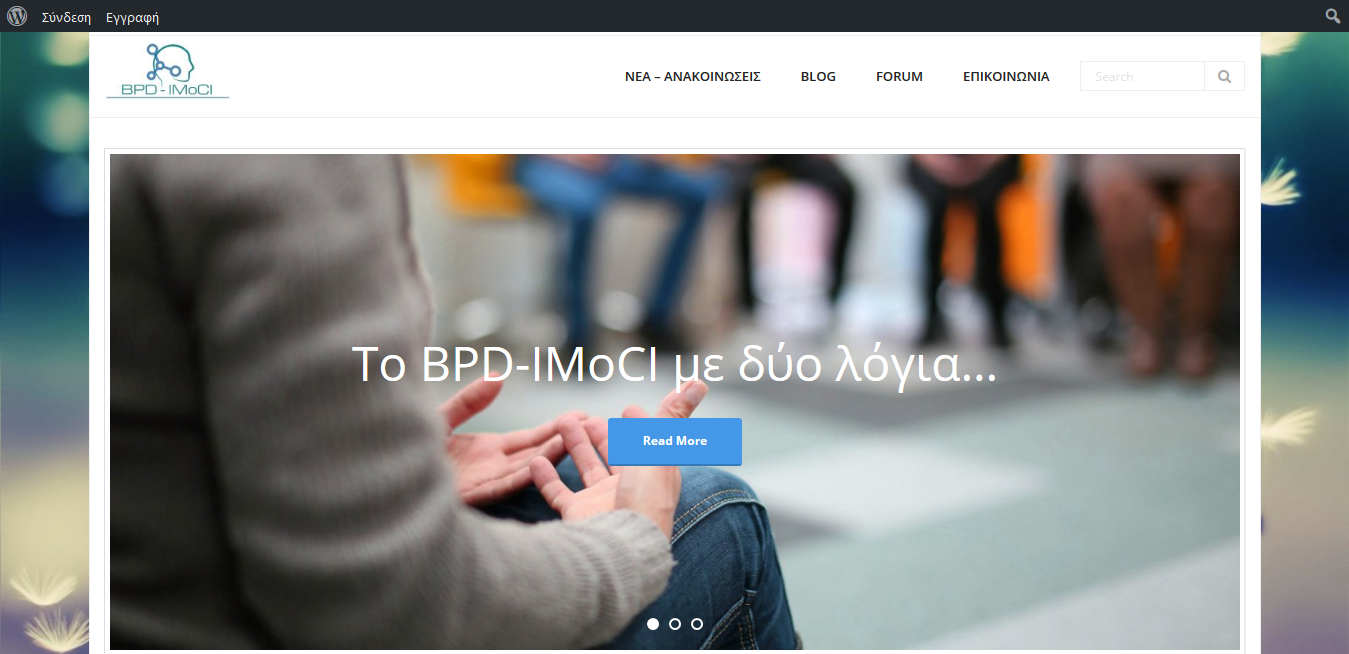 Σύνδεση Εγγραφή
BPD - IMoCI
ΝΕΑ – ΑΝΑΚΟΙΝΩΣΕΙΣ BLOG FORUM ΕΠΙΚΟΙΝΩΝΙΑ Search
Το BPD-IMoCI με δύο λόγια...
Read More